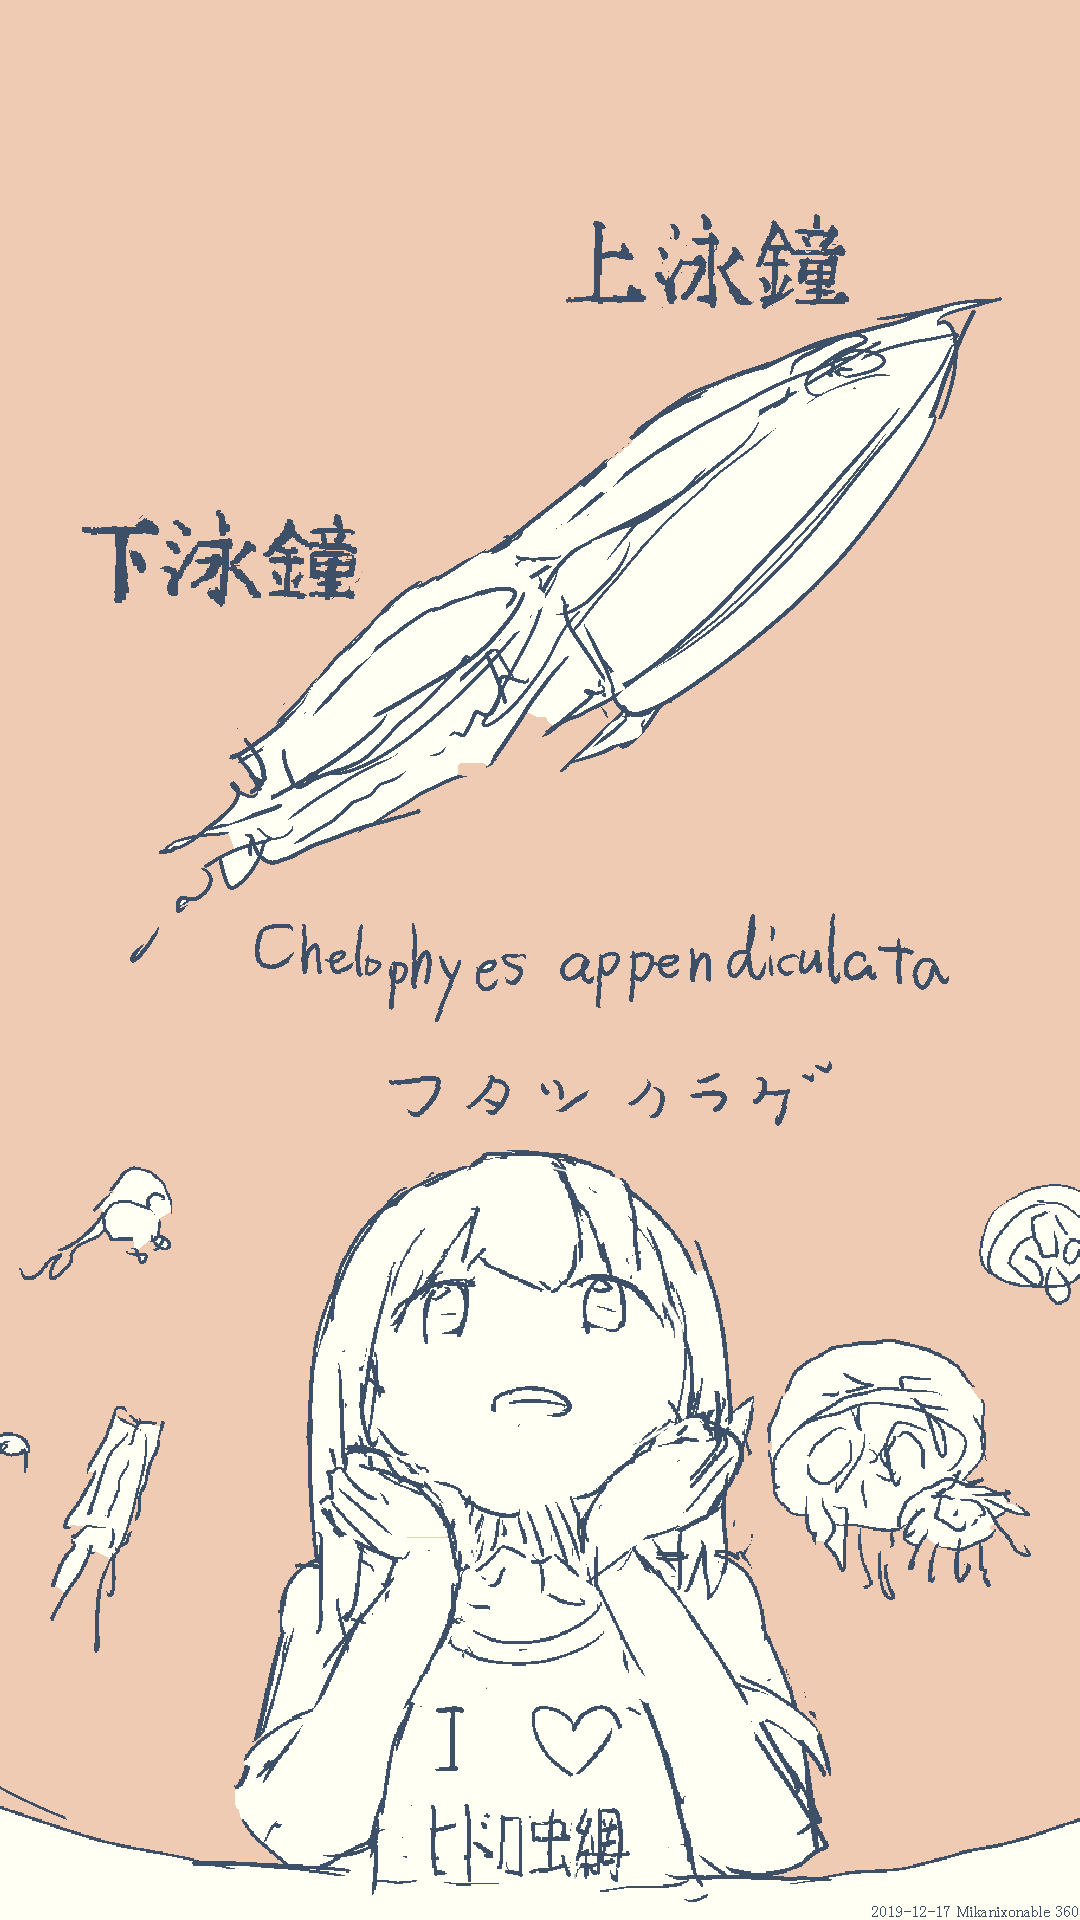 上泳鐘
下泳鐘
Chelophyes appendiculata
フタツクラゲ
I ♡
ヒドロ虫網
2019-12-17 Mikanixonable 360